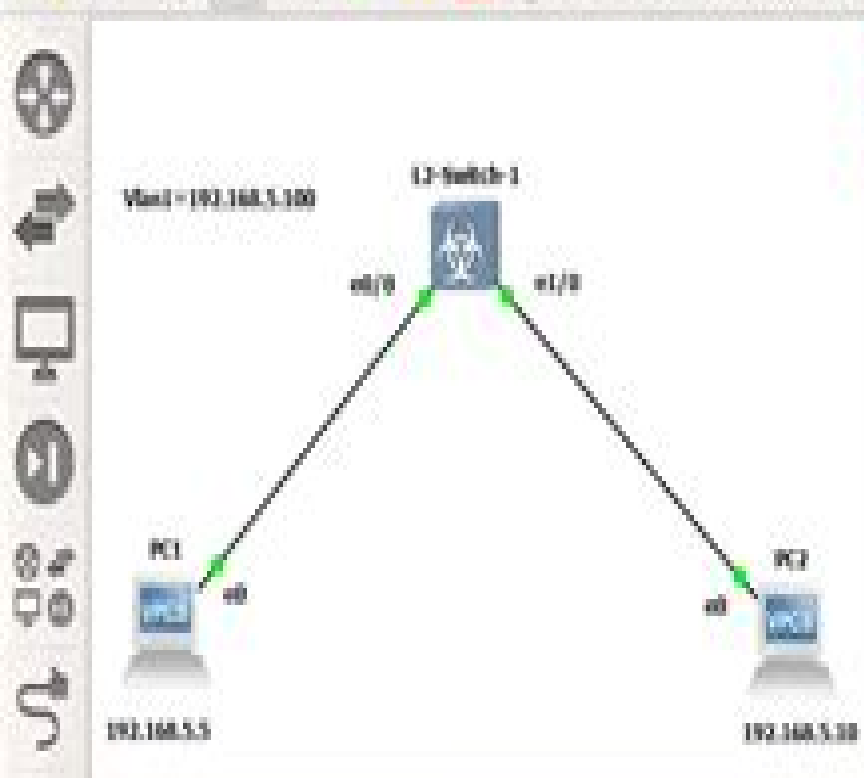 L2-Switch-1
Vlan1 = 192.168.5.100
e0/0
e1/0
PC1
PC2
e0
e0
192.168.5.5
192.168.5.10